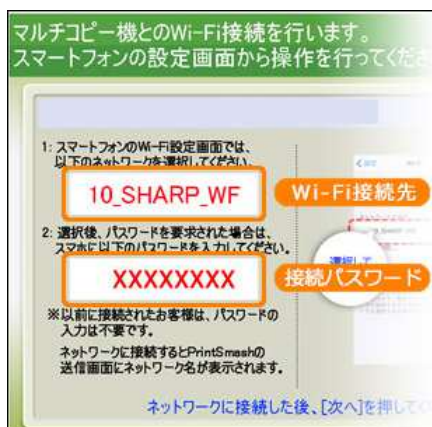 マルチコピー機とのWi-Fi接続を行います。
スマートフォンの設定画面から操作を行ってくださ
1: スマートフォンのWi-Fi設定画面では、
以下のネットワークを選択してください。
10_SHARP_WF
Wi-Fi接続先
2: 選択後、パスワードを要求された場合は、
スマホに以下のパスワードを入力してください。
選択して
XXXXXXXX
接続パスワード
※以前に接続されたお客様は、パスワードの
入力は不要です。
ネットワークに接続するとPrintSmashの
送信画面にネットワーク名が表示されます。
ネットワークに接続した後、[次へ]を押して